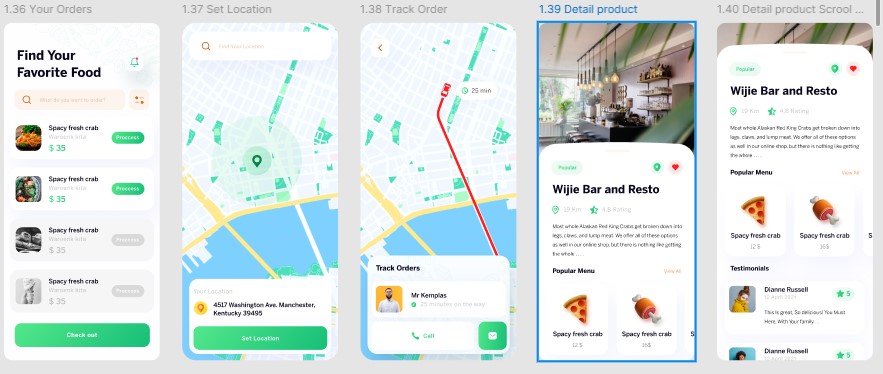 1.36 Your Orders
Find Your
Favorite Food
What do you want to order?
Spacy fresh crab
Waroenk kita
$ 35
Process
Spacy fresh crab
Waroenk kita
$ 35
Process
Spacy fresh crab
Waroenk kita
$ 35
Process
Spacy fresh crab
Waroenk kita
$ 35
Process
Check out
1.37 Set Location
Find Your Location
Your Location
4517 Washington Ave. Manchester,
Kentucky 39495
Set Location
1.38 Track Order
25 min
Track Orders
Mr Kemplas
25 minutes on the way
Call
1.39 Detail product
Popular
Wijie Bar and Resto
19 Km
4,8 Rating
Most whole Alaskan Red King Crabs get broken down into
legs, claws, and lump meat. We offer all of these options
as well in our online shop, but there is nothing like getting
the whole . . . .
Popular Menu
View All
Spacy fresh crab
12 $
Spacy fresh crab
16$
S
1.40 Detail product Scrool ...
Popular
Wijie Bar and Resto
19 Km
4,8 Rating
Most whole Alaskan Red King Crabs get broken down into
legs, claws, and lump meat. We offer all of these options
as well in our online shop, but there is nothing like getting
the whole . . . .
Popular Menu
View All
Spacy fresh crab
12 $
Spacy fresh crab
16$
S
Testimonials
Dianne Russell
12 April 2021
5
This is great, So delicious! You Must
Here, With Your family . .
Dianne Russell
5